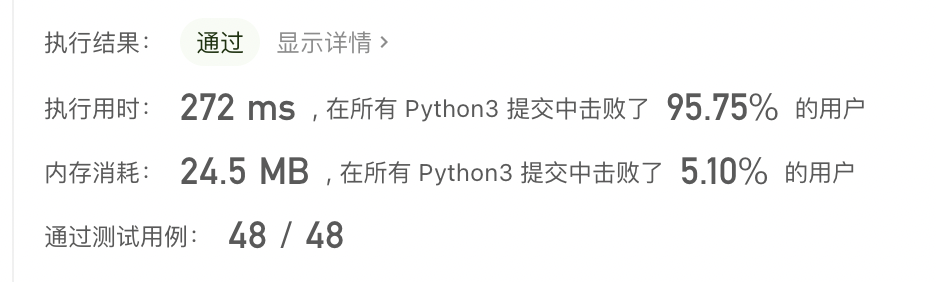 执行结果： 通过 显示详情 >
执行用时： 272 ms , 在所有 Python3 提交中击败了 95.75% 的用户
内存消耗： 24.5 MB , 在所有 Python3 提交中击败了 5.10% 的用户
通过测试用例： 48 / 48